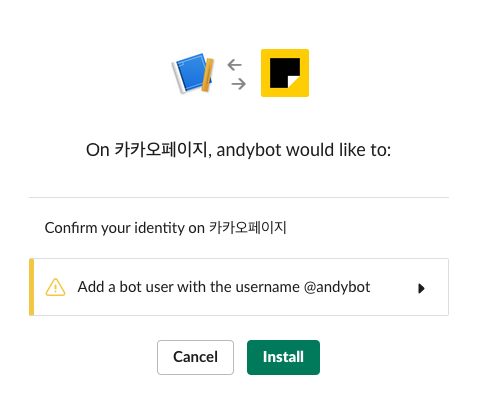 On 카카오페이지, andybot would like to:
Confirm your identity on 카카오페이지
Add a bot user with the username @andybot
Cancel
Install